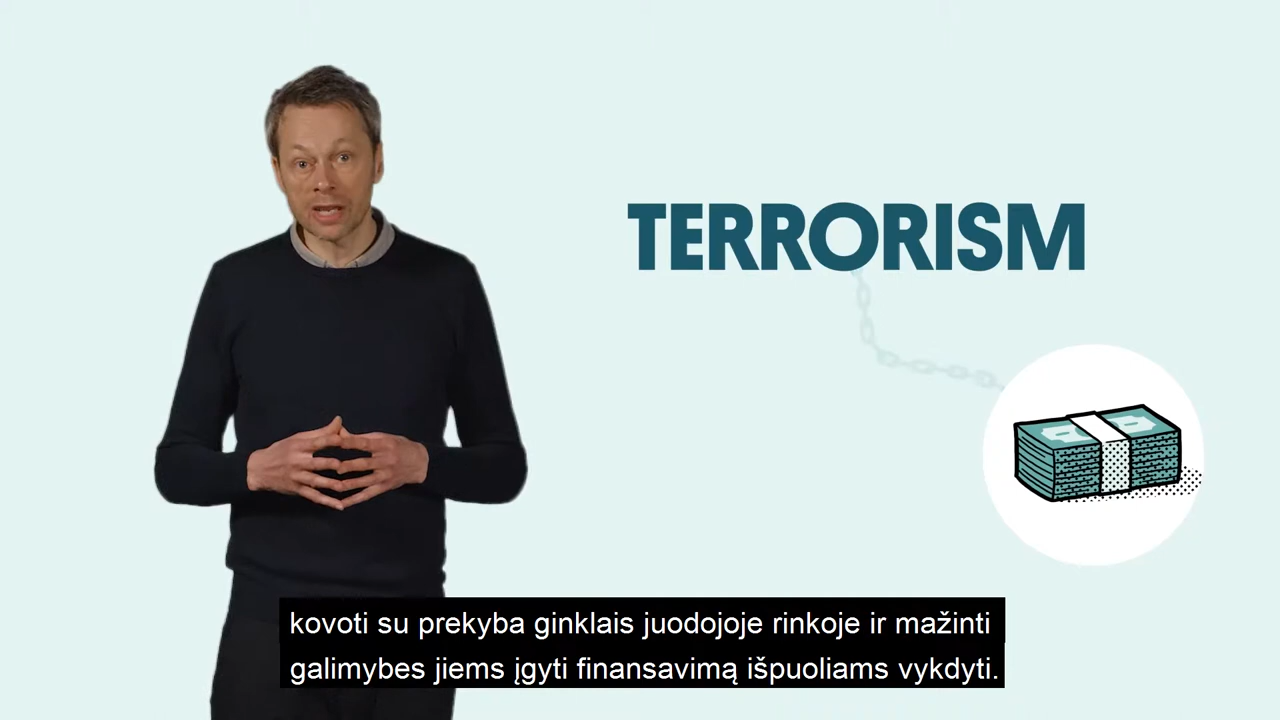 TERRORISM
kovoti su prekyba ginklais juodojoje rinkoje ir mažinti
galimybes jiems įgyti finansavimą išpuoliams vykdyti.